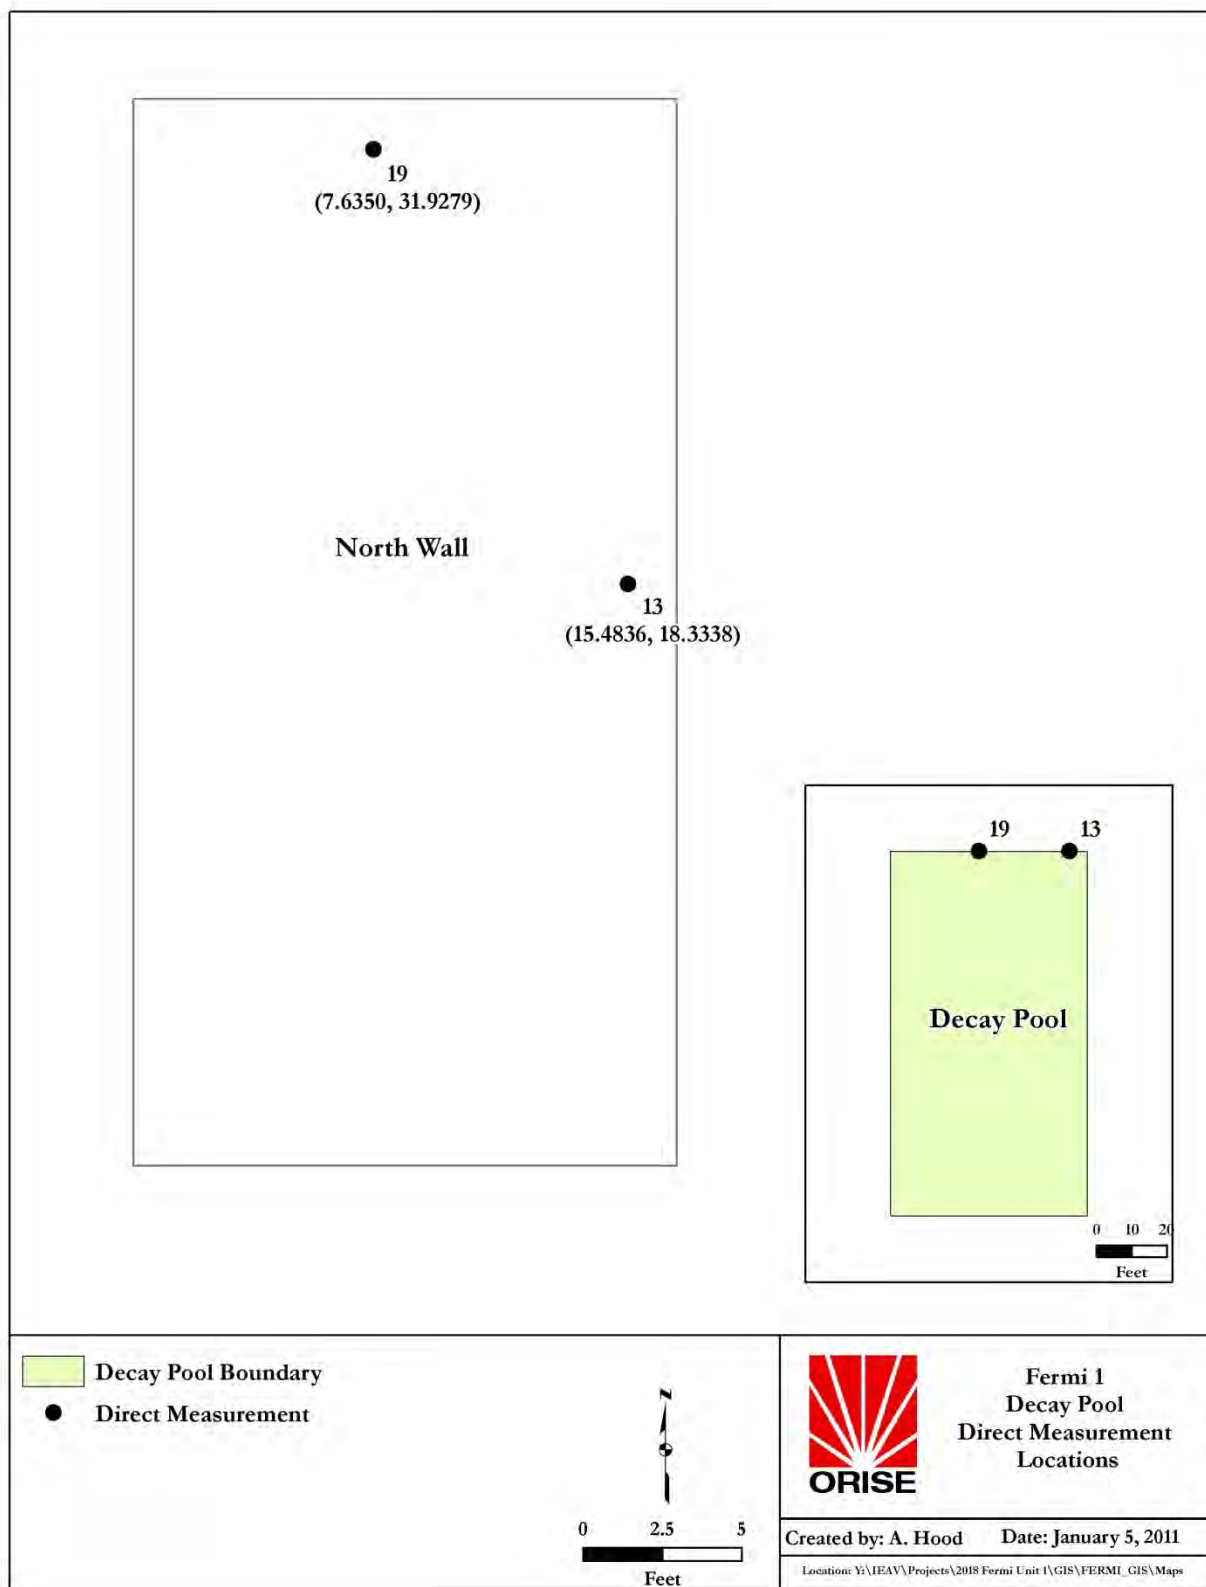 19
(7.6350, 31.9279)
North Wall
13
(15.4836, 18.3338)
19 13
Decay Pool
0 10 20
Feet
Decay Pool Boundary
Direct Measurement
N
0 2.5 5
Feet
ORISE
Fermi 1
Decay Pool
Direct Measurement
Locations
Created by: A. Hood Date: January 5, 2011
Location: Y:\IEAV\Projects\2018 Fermi Unit 1\GIS\FERMI_GIS\Maps